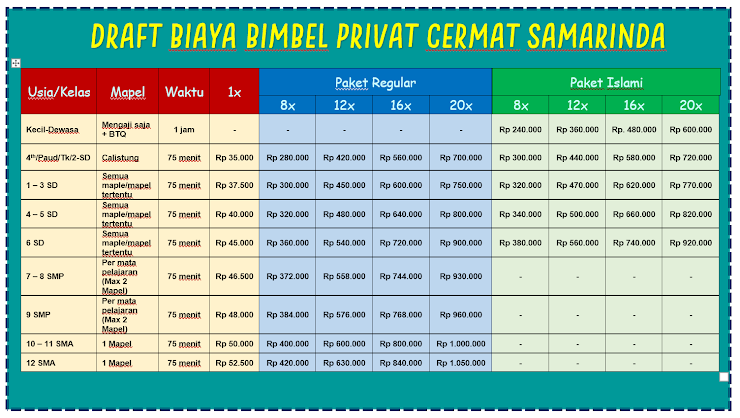 DRAFT BIAYA BIMBEL PRIVAT CERMAT SAMARINDA
Usia/Kelas Mapel Waktu 1x Paket Regular Paket Islami
8x 12x 16x 20x 8x 12x 16x 20x
Kecil-Dewasa Mengaji saja + BTQ 1 jam - - - - - Rp 240.000 Rp 360.000 Rp. 480.000 Rp 600.000
4th/Paud/Tk/2-SD Calistung 75 menit Rp 35.000 Rp 280.000 Rp 420.000 Rp 560.000 Rp 700.000 Rp 300.000 Rp 440.000 Rp 580.000 Rp 720.000
1 – 3 SD Semua maple/mapel tertentu 75 menit Rp 37.500 Rp 300.000 Rp 450.000 Rp 600.000 Rp 750.000 Rp 320.000 Rp 470.000 Rp 620.000 Rp 770.000
4 – 5 SD Semua maple/mapel tertentu 75 menit Rp 40.000 Rp 320.000 Rp 480.000 Rp 640.000 Rp 800.000 Rp 340.000 Rp 500.000 Rp 660.000 Rp 820.000
6 SD Semua maple/mapel tertentu 75 menit Rp 45.000 Rp 360.000 Rp 540.000 Rp 720.000 Rp 900.000 Rp 380.000 Rp 560.000 Rp 740.000 Rp 920.000
7 – 8 SMP Per mata pelajaran (Max 2 Mapel) 75 menit Rp 46.500 Rp 372.000 Rp 558.000 Rp 744.000 Rp 930.000 - - - -
9 SMP Per mata pelajaran (Max 2 Mapel) 75 menit Rp 48.000 Rp 384.000 Rp 576.000 Rp 768.000 Rp 960.000 - - - -
10 – 11 SMA 1 Mapel 75 menit Rp 50.000 Rp 400.000 Rp 600.000 Rp 800.000 Rp 1.000.000 - - - -
12 SMA 1 Mapel 75 menit Rp 52.500 Rp 420.000 Rp 630.000 Rp 840.000 Rp 1.050.000 - - - -